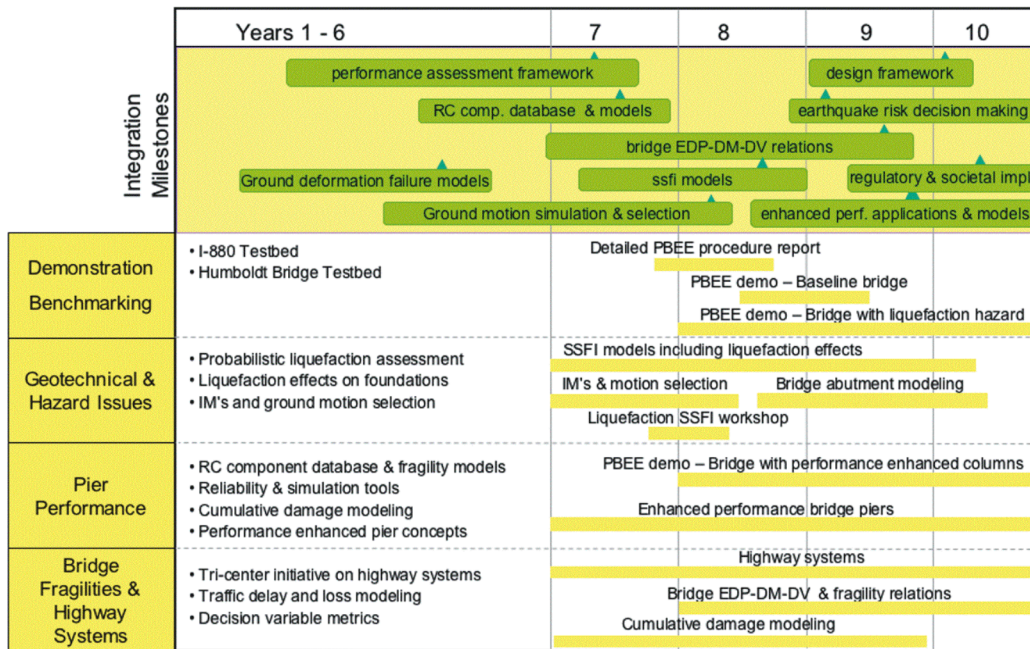 Years 1 - 6 7 8 9 10
Integration
Milestones
performance assessment framework
design framework
RC comp. database & models
earthquake risk decision making
bridge EDP-DM-DV relations
Ground deformation failure models
ssfi models
regulatory & societal impl
Ground motion simulation & selection
enhanced perf. applications & models
Demonstration
Benchmarking
• I-880 Testbed
• Humboldt Bridge Testbed
Detailed PBEE procedure report
PBEE demo – Baseline bridge
PBEE demo – Bridge with liquefaction hazard
Geotechnical &
Hazard Issues
• Probabilistic liquefaction assessment
• Liquefaction effects on foundations
• IM's and ground motion selection
SSFI models including liquefaction effects
IM's & motion selection
Bridge abutment modeling
Liquefaction SSFI workshop
Pier
Performance
• RC component database & fragility models
• Reliability & simulation tools
• Cumulative damage modeling
• Performance enhanced pier concepts
PBEE demo – Bridge with performance enhanced columns
Enhanced performance bridge piers
Bridge
Fragilities &
Highway
Systems
• Tri-center initiative on highway systems
• Traffic delay and loss modeling
• Decision variable metrics
Highway systems
Bridge EDP-DM-DV & fragility relations
Cumulative damage modeling